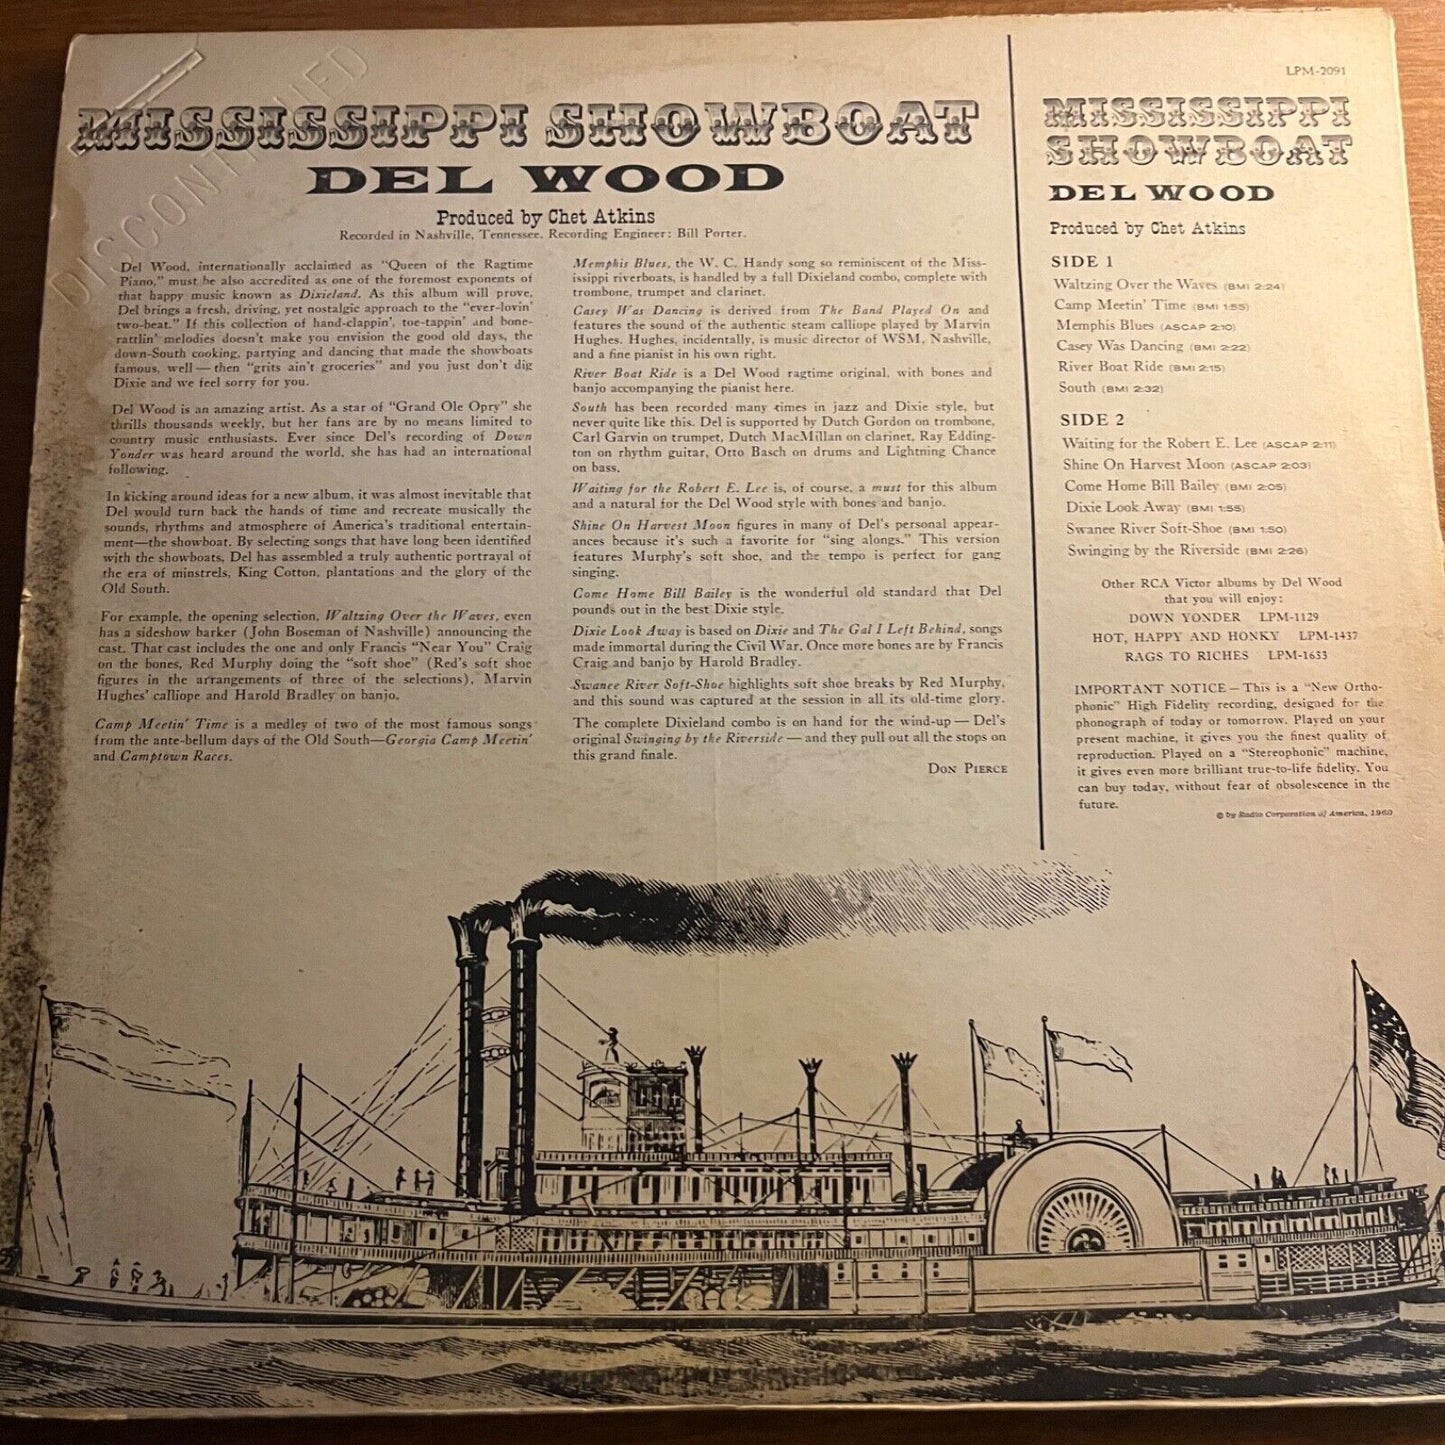 DISCONTINUED
MISSISSIPPI SHOWBOAT
DEL WOOD
Produced by Chet Atkins
Recorded in Nashville, Tennessee. Recording Engineer: Bill Porter.
Del Wood, internationally acclaimed as "Queen of the Ragtime
Piano," must be also accredited as one of the foremost exponents of
that happy music known as Dixieland. As this album will prove,
Del brings a fresh, driving, yet nostalgic approach to the "ever-lovin'
two-beat." If this collection of hand-clappin', toe-tappin' and bone-
rattlin' melodies doesn't make you envision the good old days, the
down-South cooking, partying and dancing that made the showboats
famous, well — then "grits ain't groceries" and you just don't dig
Dixie and we feel sorry for you.
Del Wood is an amazing artist. As a star of "Grand Ole Opry" she
thrills thousands weekly, but her fans are by no means limited to
country music enthusiasts. Ever since Del's recording of Down
Yonder was heard around the world, she has had an international
following.
In kicking around ideas for a new album, it was almost inevitable that
Del would turn back the hands of time and recreate musically the
sounds, rhythms and atmosphere of America's traditional entertain-
ment—the showboat. By selecting songs that have long been identified
with the showboats, Del has assembled a truly authentic portrayal of
the era of minstrels, King Cotton, plantations and the glory of the
Old South.
For example, the opening selection, Waltzing Over the Waves, even
has a sideshow barker (John Boseman of Nashville) announcing the
cast. That cast includes the one and only Francis "Near You" Craig
on the bones, Red Murphy doing the "soft shoe" (Red's soft shoe
figures in the arrangements of three of the selections), Marvin
Hughes' calliope and Harold Bradley on banjo.
Camp Meetin' Time is a medley of two of the most famous songs
from the ante-bellum days of the Old South—Georgia Camp Meetin'
and Camptown Races.
Memphis Blues, the W. C. Handy song so reminiscent of the Miss-
issippi riverboats, is handled by a full Dixieland combo, complete with
trombone, trumpet and clarinet.
Casey Was Dancing is derived from The Band Played On and
features the sound of the authentic steam calliope played by Marvin
Hughes. Hughes, incidentally, is music director of WSM, Nashville,
and a fine pianist in his own right.
River Boat Ride is a Del Wood ragtime original, with bones and
banjo accompanying the pianist here.
South has been recorded many times in jazz and Dixie style, but
never quite like this. Del is supported by Dutch Gordon on trombone,
Carl Garvin on trumpet, Dutch MacMillan on clarinet, Ray Edding-
ton on rhythm guitar, Otto Basch on drums and Lightning Chance
on bass.
Waiting for the Robert E. Lee is, of course, a must for this album
and a natural for the Del Wood style with bones and banjo.
Shine On Harvest Moon figures in many of Del's personal appear-
ances because it's such a favorite for "sing alongs." This version
features Murphy's soft shoe, and the tempo is perfect for gang
singing.
Come Home Bill Bailey is the wonderful old standard that Del
pounds out in the best Dixie style.
Dixie Look Away is based on Dixie and The Gal I Left Behind, songs
made immortal during the Civil War. Once more bones are by Francis
Craig and banjo by Harold Bradley.
Swanee River Soft-Shoe highlights soft shoe breaks by Red Murphy,
and this sound was captured at the session in all its old-time glory.
The complete Dixieland combo is on hand for the wind-up — Del's
original Swinging by the Riverside — and they pull out all the stops on
this grand finale.
DON PIERCE
LPM-2091
MISSISSIPPI
SHOWBOAT
DEL WOOD
Produced by Chet Atkins
SIDE 1
Waltzing Over the Waves (BMI 2:24)
Camp Meetin' Time (BMI 1:55)
Memphis Blues (ASCAP 2:10)
Casey Was Dancing (BMI 2:22)
River Boat Ride (BMI 2:15)
South (BMI 2:32)
SIDE 2
Waiting for the Robert E. Lee (ASCAP 2:11)
Shine On Harvest Moon (ASCAP 2:03)
Come Home Bill Bailey (BMI 2:05)
Dixie Look Away (BMI 1:55)
Swanee River Soft-Shoe (BMI 1:50)
Swinging by the Riverside (BMI 2:26)
Other RCA Victor albums by Del Wood
that you will enjoy:
DOWN YONDER LPM-1129
HOT, HAPPY AND HONKY LPM-1437
RAGS TO RICHES LPM-1633
IMPORTANT NOTICE — This is a "New Ortho-
phonic" High Fidelity recording, designed for the
phonograph of today or tomorrow. Played on your
present machine, it gives you the finest quality of
reproduction. Played on a "Stereophonic" machine,
it gives even more brilliant true-to-life fidelity. You
can buy today, without fear of obsolescence in the
future.
© by Radio Corporation of America, 1960